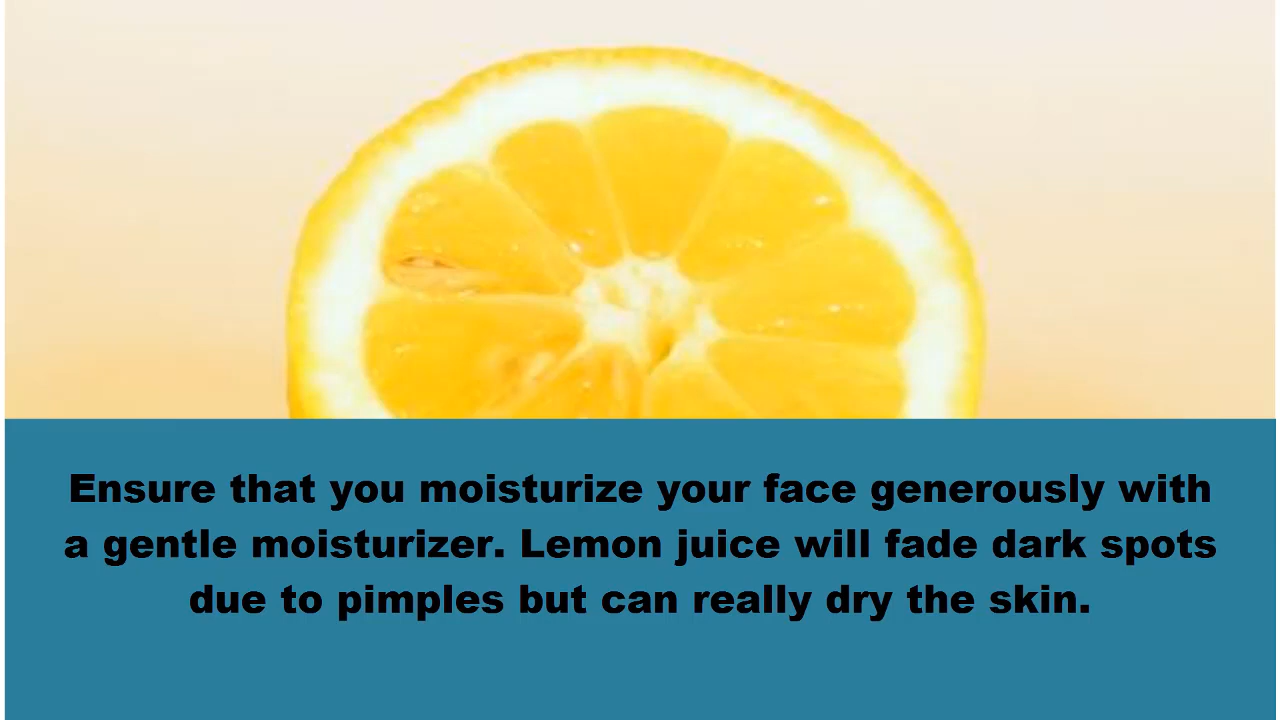 Ensure that you moisturize your face generously with
a gentle moisturizer. Lemon juice will fade dark spots
due to pimples but can really dry the skin.